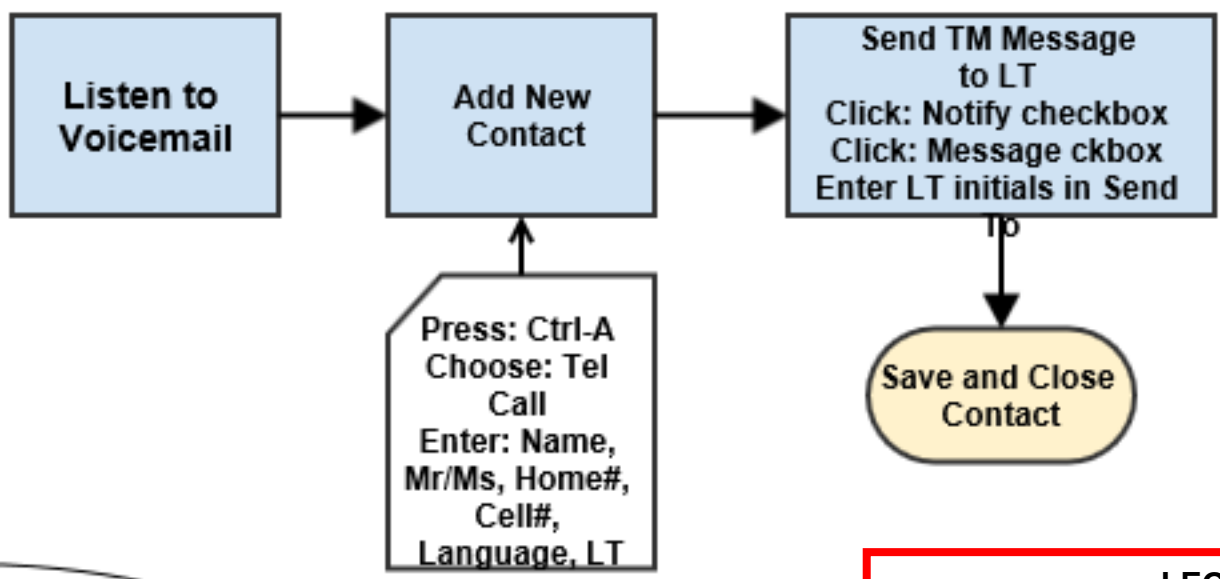 Listen to
Voicemail
Add New
Contact
Send TM Message
to LT
Click: Notify checkbox
Click: Message ckbox
Enter LT initials in Send
To
Press: Ctrl-A
Choose: Tel
Call
Enter: Name,
Mr/Ms, Home#,
Cell#,
Language, LT
Save and Close
Contact